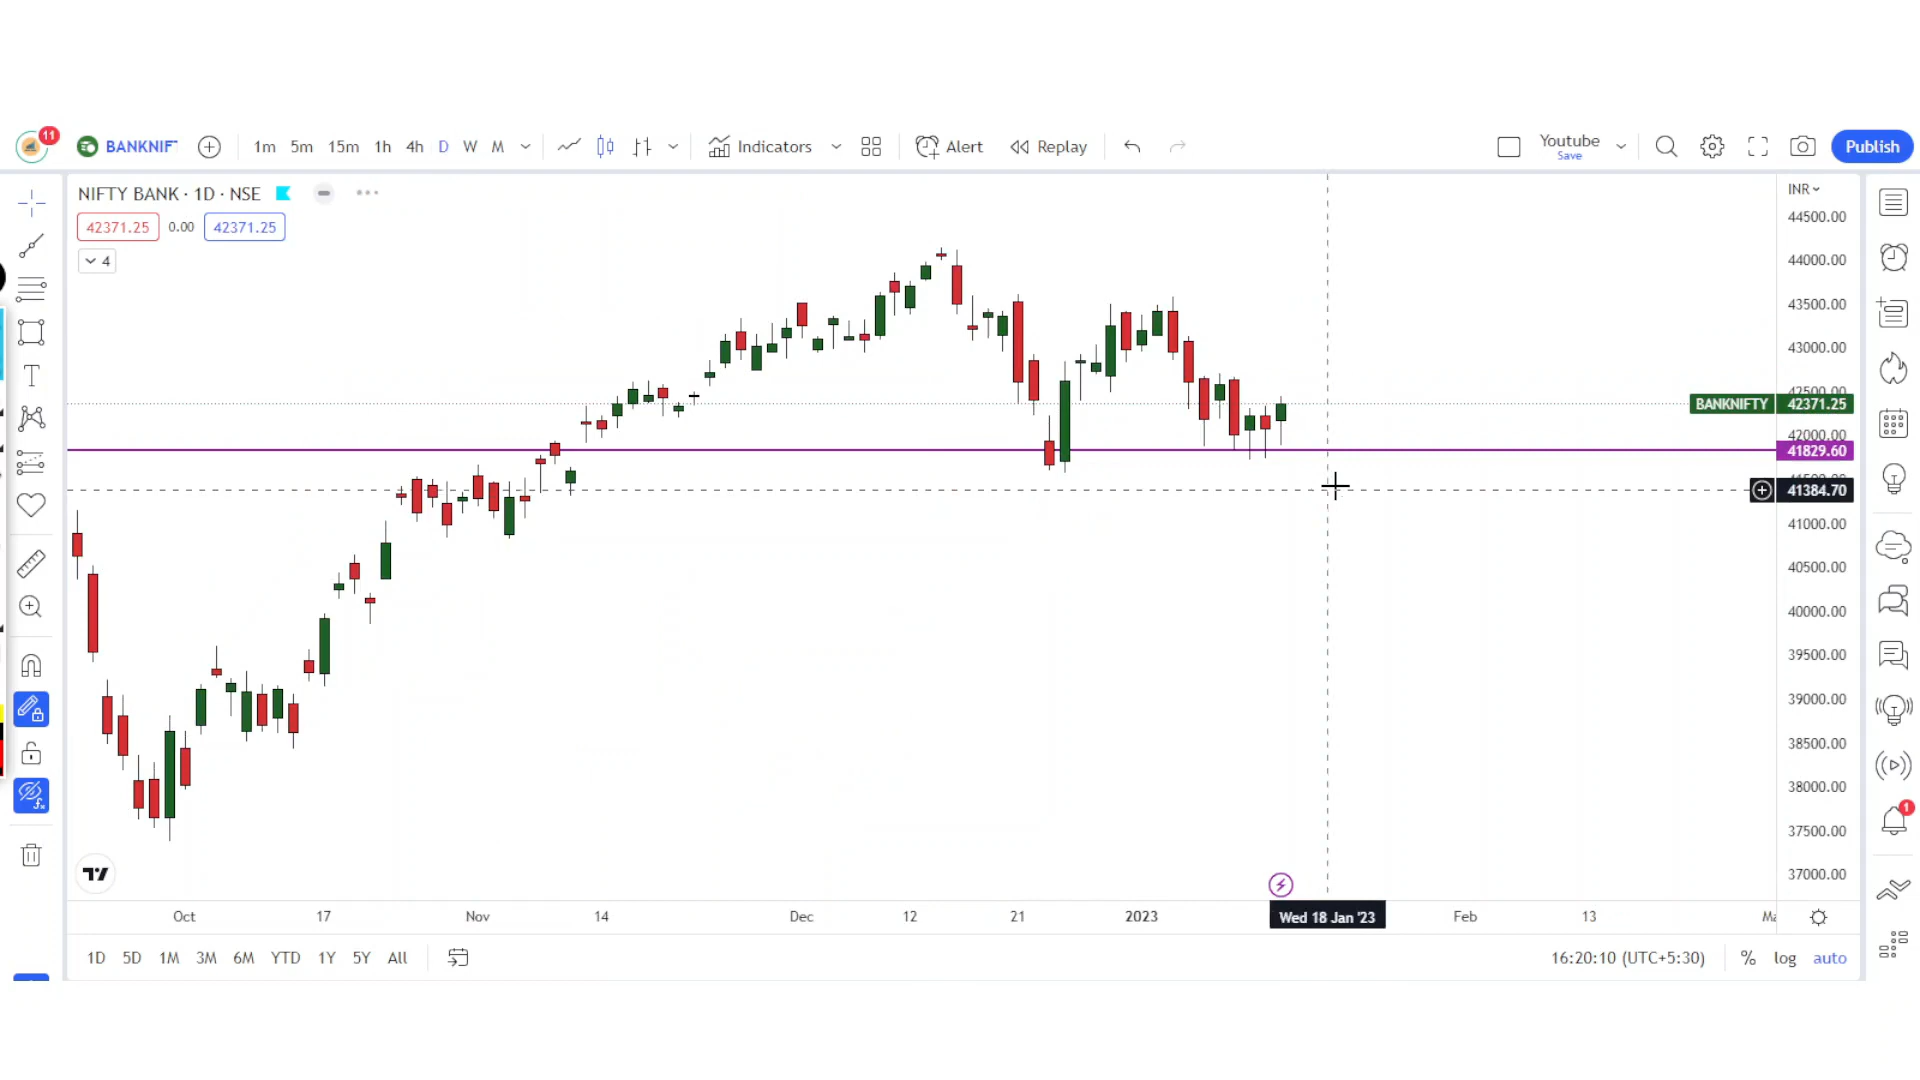 11
BANKNIF
1m 5m 15m 1h 4h D W M
Indicators
Alert
Replay
Youtube
Save
Publish
NIFTY BANK · 1D · NSE
42371.25 0.00 42371.25
4
INR
44500.00
44000.00
43500.00
43000.00
42500.00
BANKNIFTY 42371.25
42000.00
41829.60
41384.70
41000.00
40500.00
40000.00
39500.00
39000.00
38500.00
38000.00
37500.00
37000.00
1
Oct 17 Nov 14 Dec 12 21 2023 Wed 18 Jan '23 Feb 13
1D 5D 1M 3M 6M YTD 1Y 5Y All
16:20:10 (UTC+5:30) % log auto